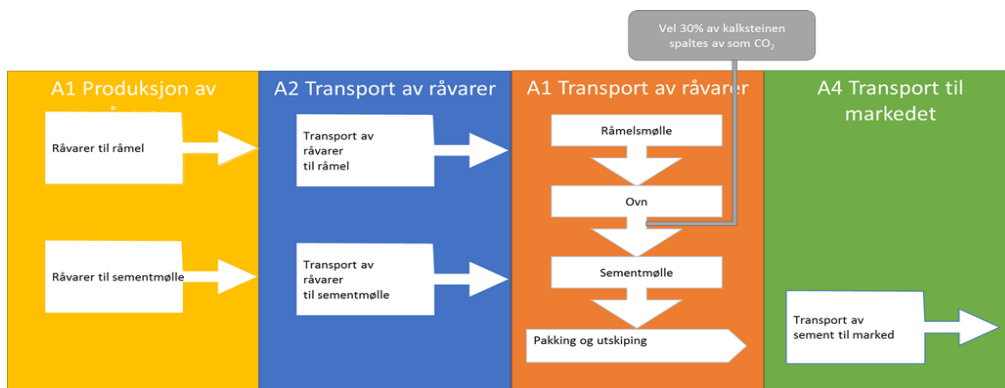 Vel 30% av kalksteinen
spaltes av som CO₂
A1 Produksjon av
Råvarer til råmel
Råvarer til sementmølle
A2 Transport av råvarer
Transport av
råvarer
til råmel
Transport av
råvarer
til sementmølle
A1 Transport av råvarer
Råmelsmølle
Ovn
Sementmølle
Pakking og utskiping
A4 Transport til
markedet
Transport av
sement til marked